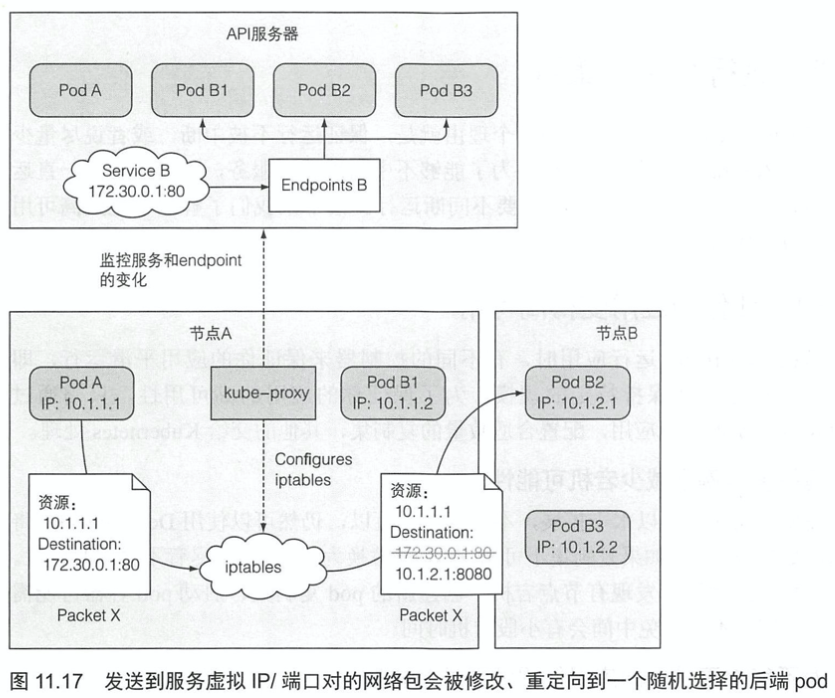 API服务器
Pod A
Pod B1
Pod B2
Pod B3
Service B
172.30.0.1:80
Endpoints B
监控服务和endpoint
的变化
节点A
节点B
Pod A
IP: 10.1.1.1
kube-proxy
Pod B1
IP: 10.1.1.2
Pod B2
IP: 10.1.2.1
Configures
iptables
资源：
10.1.1.1
Destination:
172.30.0.1:80
Packet X
iptables
资源：
10.1.1.1
Destination:
172.30.0.1:80
10.1.2.1:8080
Packet X
Pod B3
IP: 10.1.2.2
图 11.17 发送到服务虚拟 IP/ 端口对的网络包会被修改、重定向到一个随机选择的后端 pod